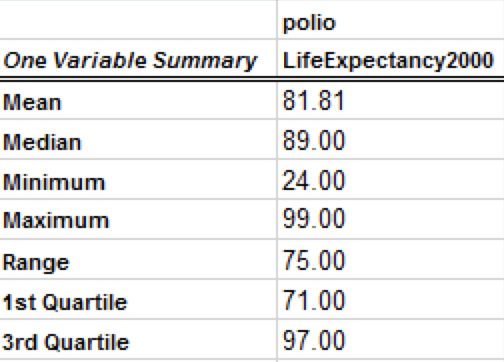 polio
One Variable Summary LifeExpectancy2000
Mean 81.81
Median 89.00
Minimum 24.00
Maximum 99.00
Range 75.00
1st Quartile 71.00
3rd Quartile 97.00